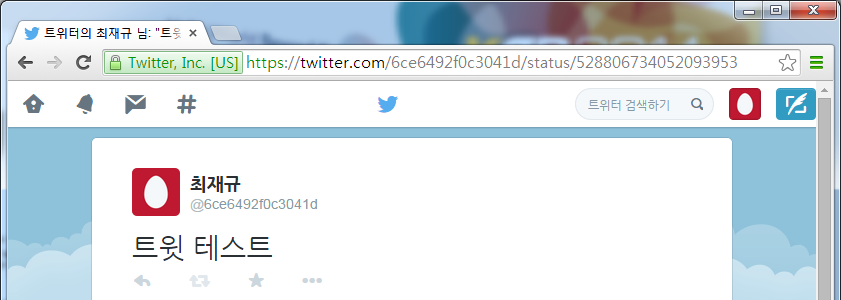 트위터의 최재규 님: "트윗
Twitter, Inc. [US]
https://twitter.com/6ce6492f0c3041d/status/528806734052093953
트위터 검색하기
최재규
@6ce6492f0c3041d
트윗 테스트